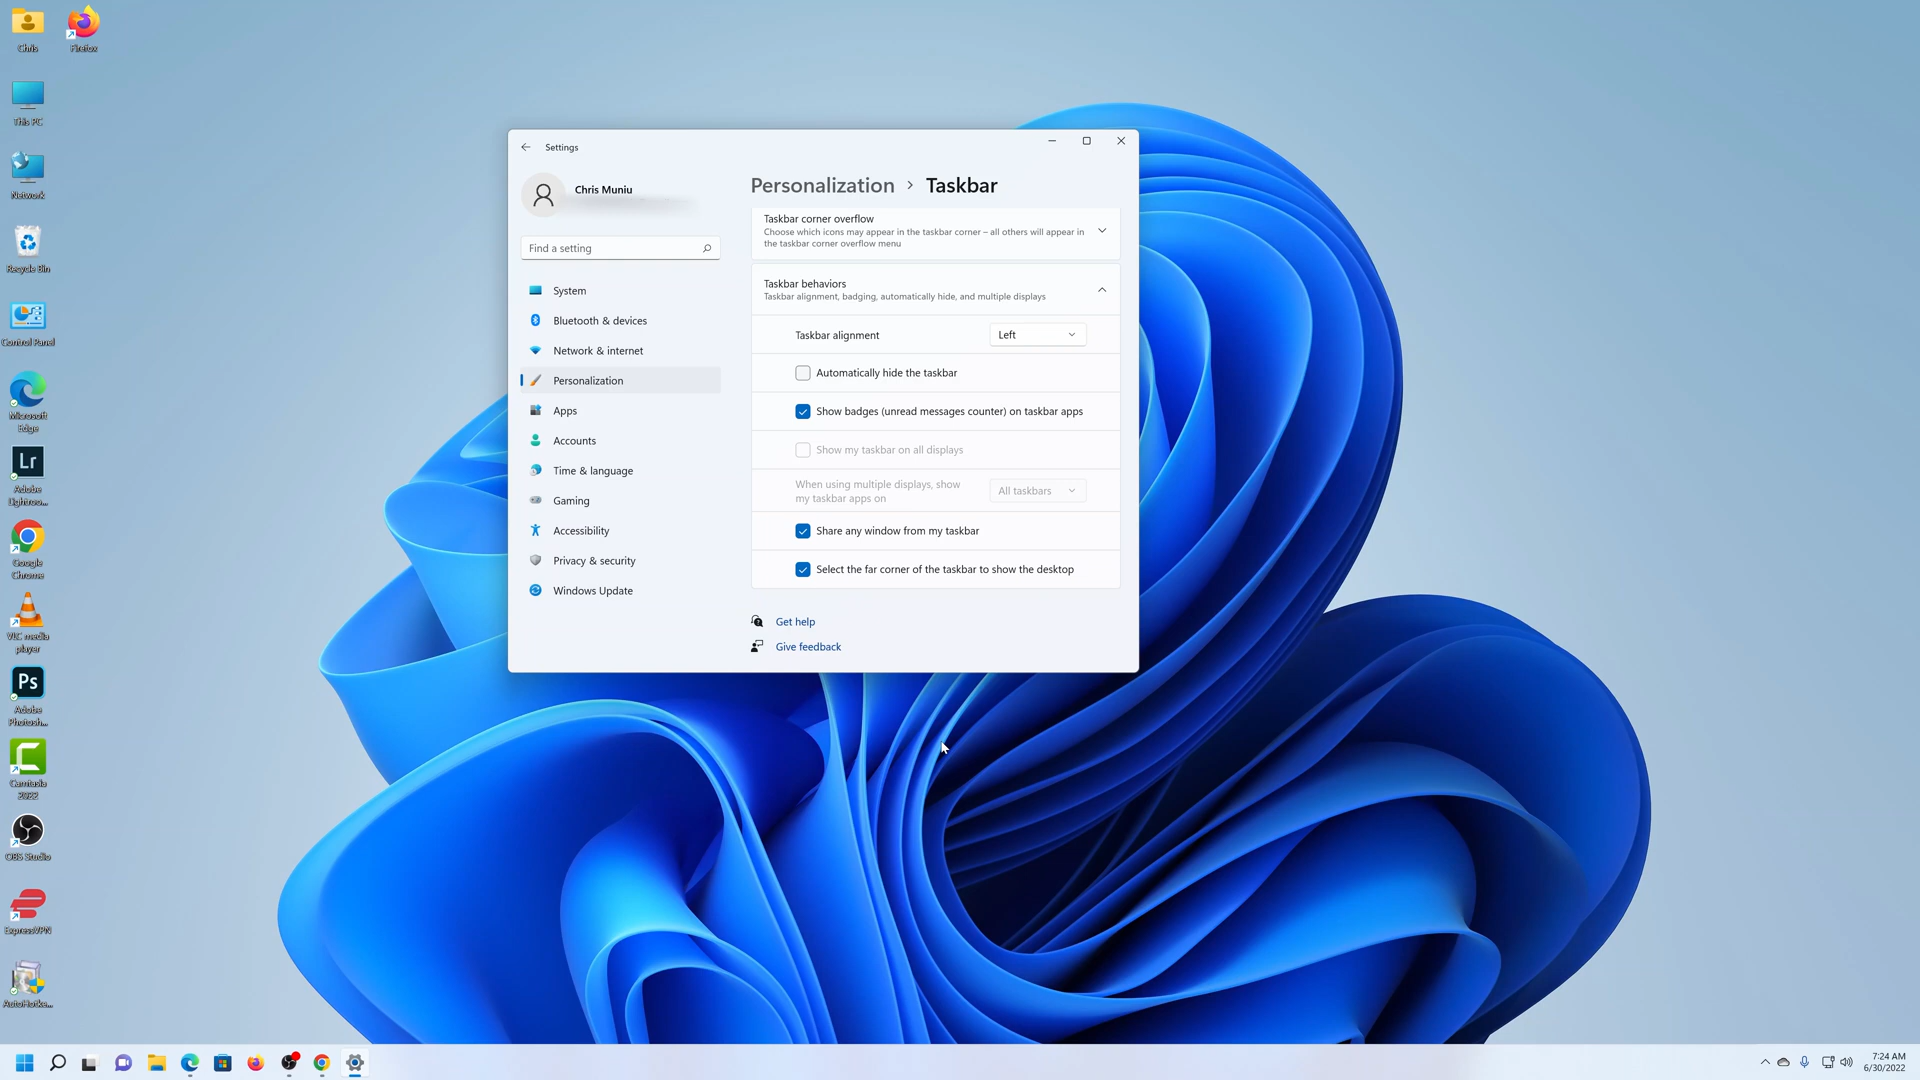 Chris
Firefox
This PC
Network
Recycle Bin
Control Panel
Microsoft
Edge
Lr
Adobe
Lightroo...
Google
Chrome
VLC media
player
Ps
Adobe
Photosh...
Camtasia
2022
OBS Studio
ExpressVPN
AutoHotke...
Settings
Chris Muniu
Find a setting
System
Bluetooth & devices
Network & internet
Personalization
Apps
Accounts
Time & language
Gaming
Accessibility
Privacy & security
Windows Update
Personalization > Taskbar
Taskbar corner overflow
Choose which icons may appear in the taskbar corner – all others will appear in
the taskbar corner overflow menu
Taskbar behaviors
Taskbar alignment, badging, automatically hide, and multiple displays
Taskbar alignment
Left
Automatically hide the taskbar
Show badges (unread messages counter) on taskbar apps
Show my taskbar on all displays
When using multiple displays, show
my taskbar apps on
All taskbars
Share any window from my taskbar
Select the far corner of the taskbar to show the desktop
Get help
Give feedback
7:24 AM
6/30/2022